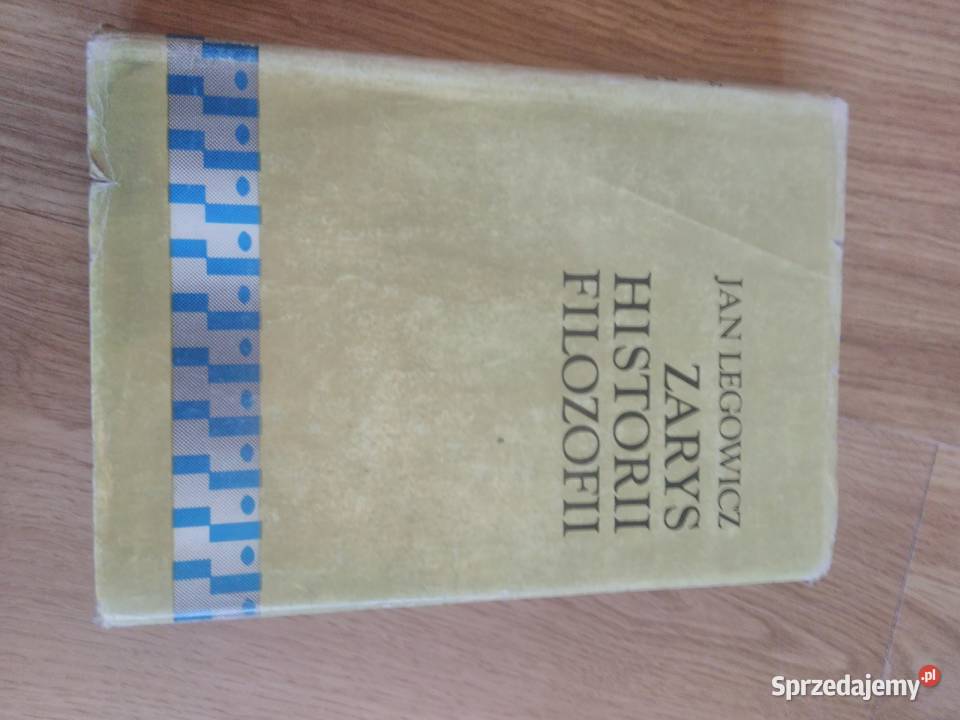 JAN LEGOWICZ
ZARYS
HISTORII
FILOZOFII
Sprzedajemy.pl